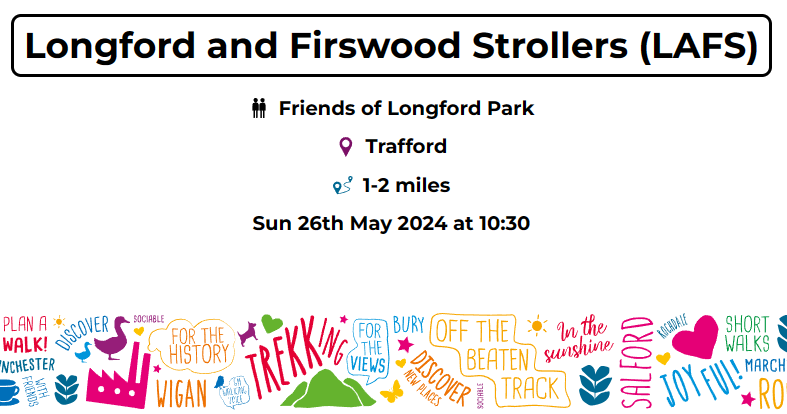 Longford and Firswood Strollers (LAFS)
Friends of Longford Park
Trafford
1-2 miles
Sun 26th May 2024 at 10:30
PLAN A
WALK!
NCHESTER
WITH
FRIENDS
DISCOVER
SOCIABLE
FOR THE
HISTORY
WIGAN
TREKKING
FOR
THE
VIEWS
BURY
DISCOVER
NEW PLACES
SOCIABLE
OFF THE
BEATEN
TRACK
In the
sunshine
SALFORD
ROCHDALE
JOYFUL!
SHORT
WALKS
MARCH
RO